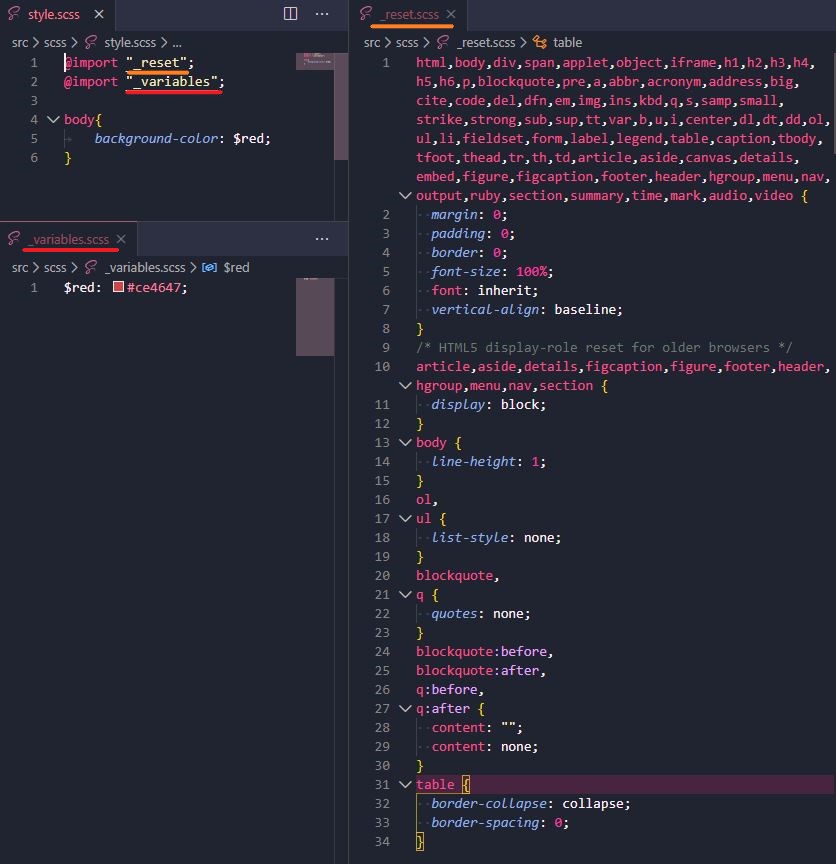 style.scss
src > scss > style.scss > ...
1 @import "_reset";
2 @import "_variables";
3
4 body{
5 background-color: $red;
6 }
_variables.scss
src > scss > _variables.scss > $red
1 $red: #ce4647;
_reset.scss
src > scss > _reset.scss > table
1 html,body,div,span,applet,object,iframe,h1,h2,h3,h4,
h5,h6,p,blockquote,pre,a,abbr,acronym,address,big,
cite,code,del,dfn,em,img,ins,kbd,q,s,samp,small,
strike,strong,sub,sup,tt,var,b,u,i,center,dl,dt,dd,ol,
ul,li,fieldset,form,label,legend,table,caption,tbody,
tfoot,thead,tr,th,td,article,aside,canvas,details,
embed,figure,figcaption,footer,header,hgroup,menu,nav,
output,ruby,section,summary,time,mark,audio,video {
2 margin: 0;
3 padding: 0;
4 border: 0;
5 font-size: 100%;
6 font: inherit;
7 vertical-align: baseline;
8 }
9 /* HTML5 display-role reset for older browsers */
10 article,aside,details,figcaption,figure,footer,header,
hgroup,menu,nav,section {
11 display: block;
12 }
13 body {
14 line-height: 1;
15 }
16 ol,
17 ul {
18 list-style: none;
19 }
20 blockquote,
21 q {
22 quotes: none;
23 }
24 blockquote:before,
25 blockquote:after,
26 q:before,
27 q:after {
28 content: "";
29 content: none;
30 }
31 table {
32 border-collapse: collapse;
33 border-spacing: 0;
34 }